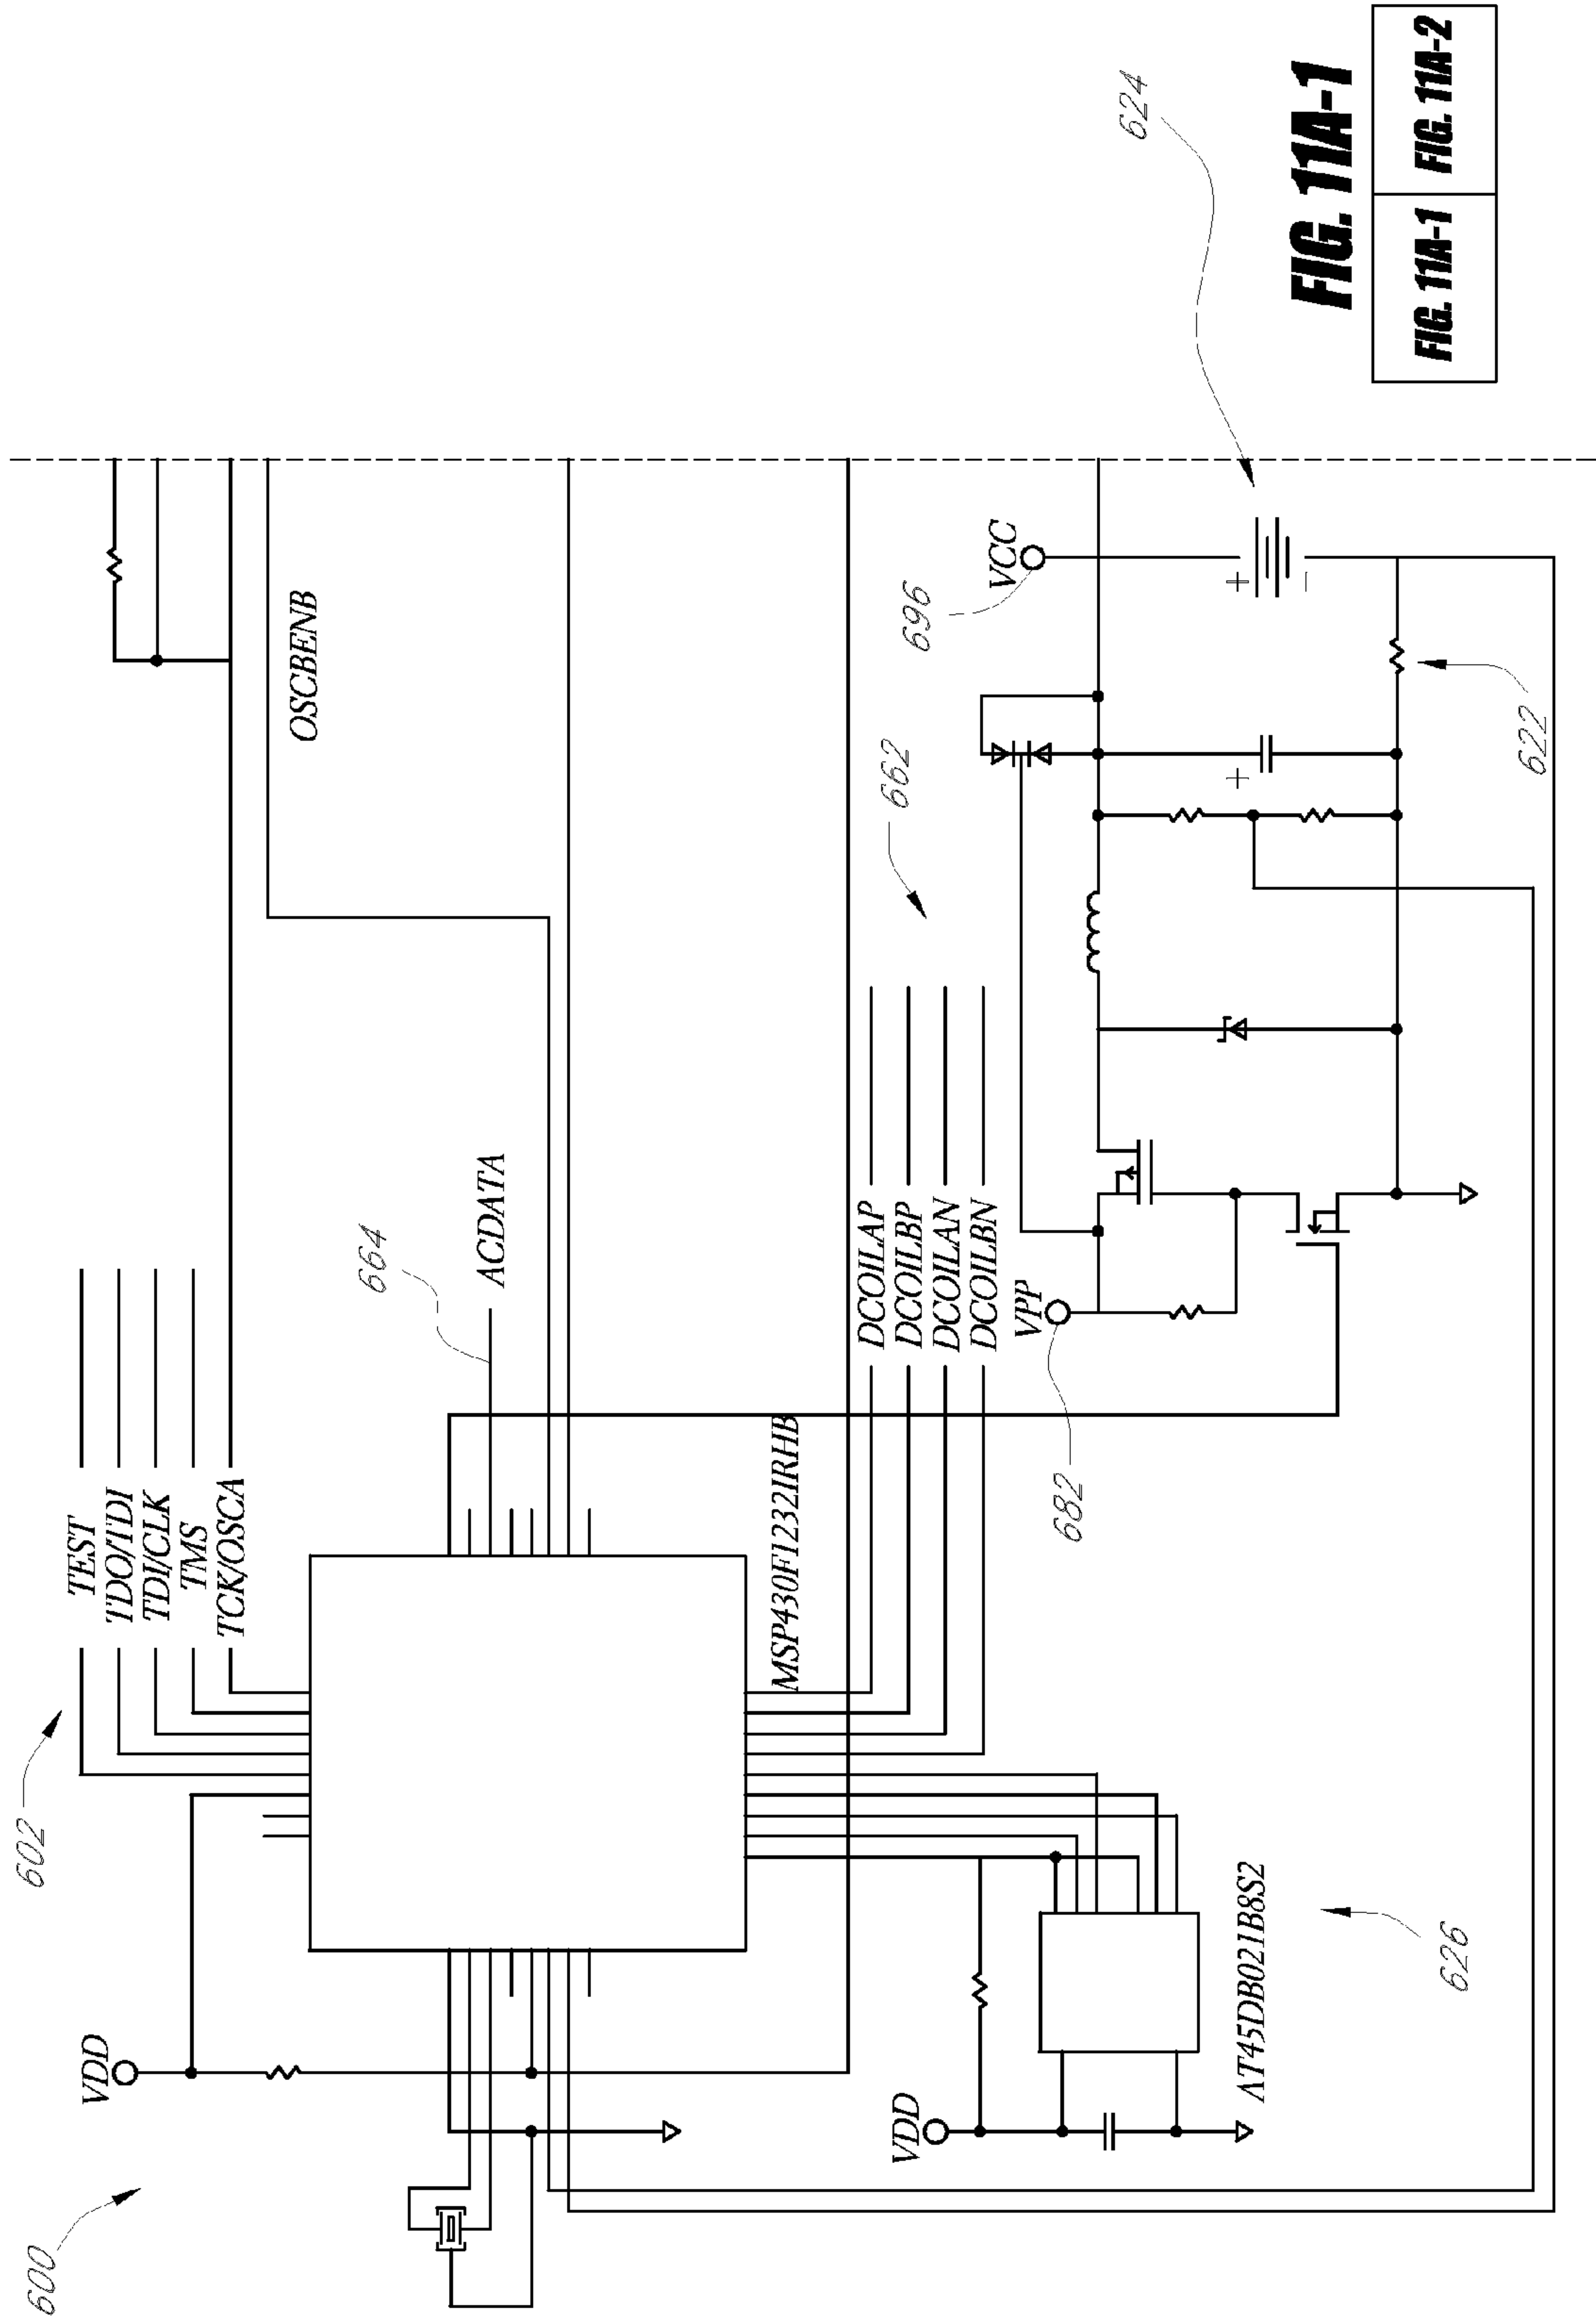 600
602
VDD
TEST
TDO/TDI
TDI/CLK
TMS
TCK/OSCA
664
ACDATA
OSCBENB
MSP430F1232IRHB
DCOILAP
DCOILBP
DCOILAN
DCOILBN
662
VDD
AT45DB021B8S2
626
682
VPP
696
VCC
+
+
−
622
624
FIG. 11A-1
FIG. 11A-1 FIG. 11A-2